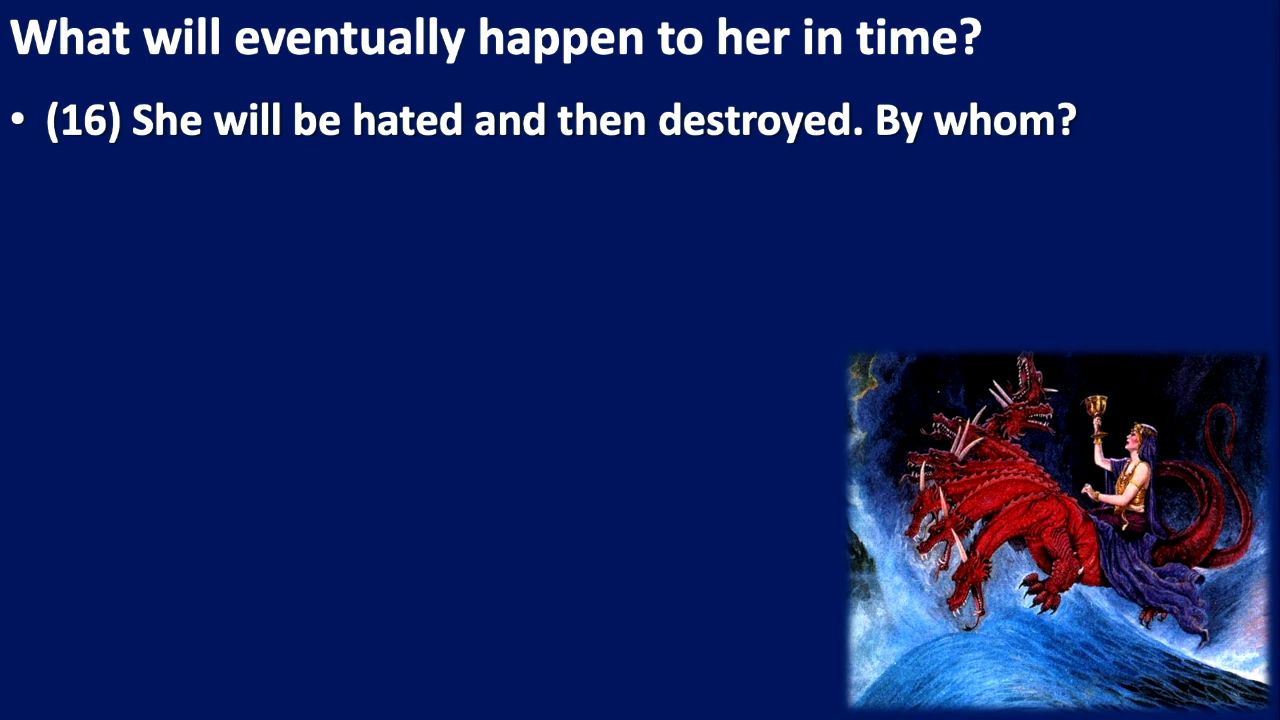 What will eventually happen to her in time?
• (16) She will be hated and then destroyed. By whom?